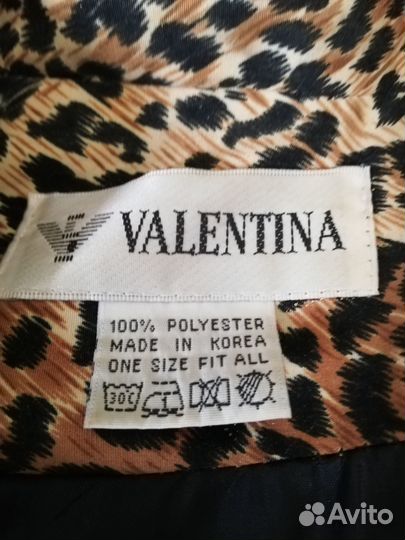 VALENTINA
100% POLYESTER
MADE IN KOREA
ONE SIZE FIT ALL
30°
Avito